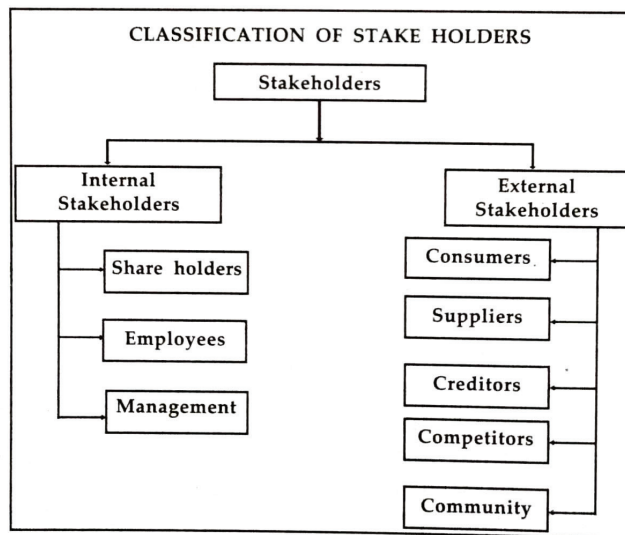 CLASSIFICATION OF STAKE HOLDERS
Stakeholders
Internal
Stakeholders
Share holders
Employees
Management
External
Stakeholders
Consumers
Suppliers
Creditors
Competitors
Community